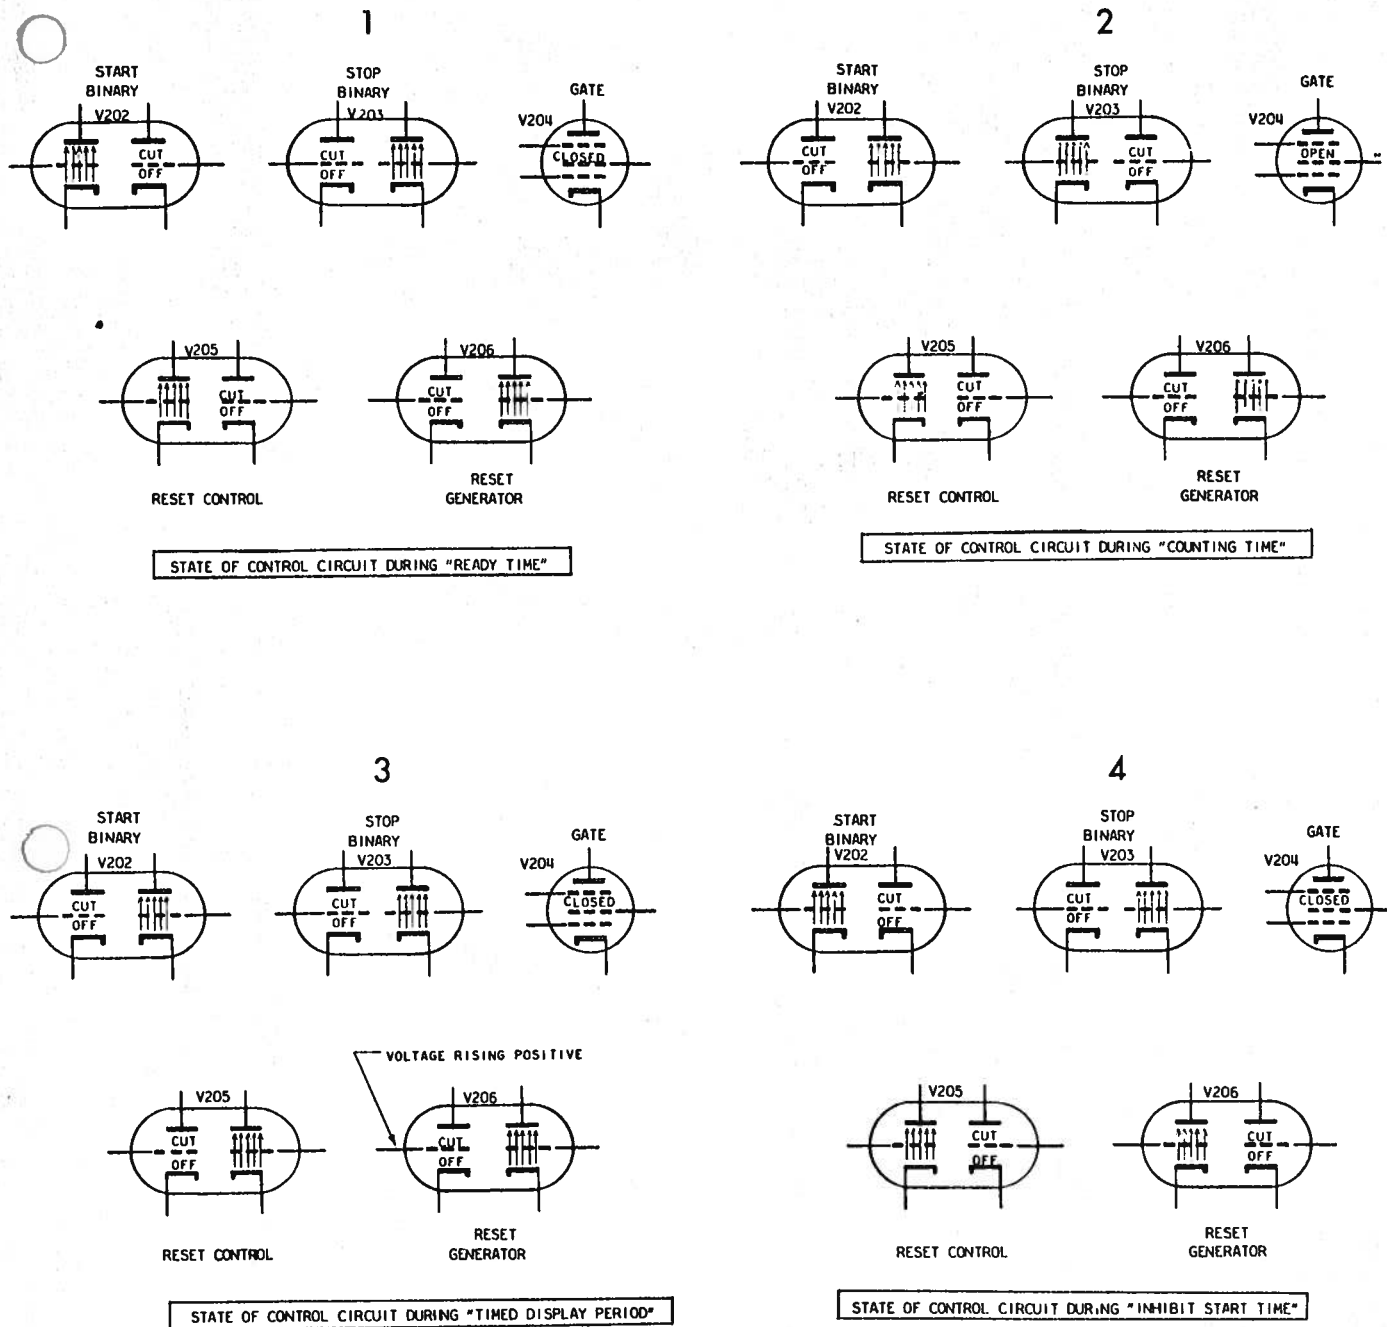 1
START
BINARY
V202
CUT
OFF
STOP
BINARY
V203
CUT
OFF
GATE
V204
CLOSED
V205
CUT
OFF
RESET CONTROL
V206
CUT
OFF
RESET
GENERATOR
STATE OF CONTROL CIRCUIT DURING "READY TIME"
2
START
BINARY
V202
CUT
OFF
STOP
BINARY
V203
CUT
OFF
GATE
V204
OPEN
V205
CUT
OFF
RESET CONTROL
V206
CUT
OFF
RESET
GENERATOR
STATE OF CONTROL CIRCUIT DURING "COUNTING TIME"
3
START
BINARY
V202
CUT
OFF
STOP
BINARY
V203
CUT
OFF
GATE
V204
CLOSED
VOLTAGE RISING POSITIVE
V205
CUT
OFF
RESET CONTROL
V206
CUT
OFF
RESET
GENERATOR
STATE OF CONTROL CIRCUIT DURING "TIMED DISPLAY PERIOD"
4
START
BINARY
V202
CUT
OFF
STOP
BINARY
V203
CUT
OFF
GATE
V204
CLOSED
V205
CUT
OFF
RESET CONTROL
V206
CUT
OFF
RESET
GENERATOR
STATE OF CONTROL CIRCUIT DURING "INHIBIT START TIME"